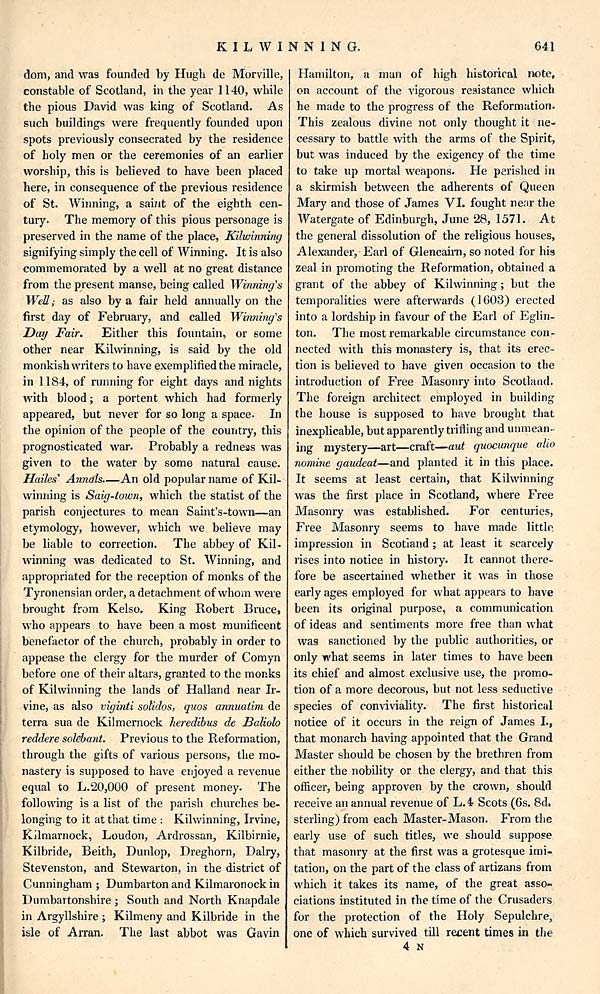 KILWINNING.
641
dom, and was founded by Hugh de Morville,
constable of Scotland, in the year 1140, while
the pious David was king of Scotland. As
such buildings were frequently founded upon
spots previously consecrated by the residence
of holy men or the ceremonies of an earlier
worship, this is believed to have been placed
here, in consequence of the previous residence
of St. Winning, a saint of the eighth cen-
tury. The memory of this pious personage is
preserved in the name of the place, Kilwinning
signifying simply the cell of Winning. It is also
commemorated by a well at no great distance
from the present manse, being called Winning's
Well; as also by a fair held annually on the
first day of February, and called Winning's
Day Fair. Either this fountain, or some
other near Kilwinning, is said by the old
monkish writers to have exemplified the miracle,
in 1184, of running for eight days and nights
with blood; a portent which had formerly
appeared, but never for so long a space. In
the opinion of the people of the country, this
prognosticated war. Probably a redness was
given to the water by some natural cause.
Hailes' Annals.—An old popular name of Kil-
winning is Saig-town, which the statist of the
parish conjectures to mean Saint's-town—an
etymology, however, which we believe may
be liable to correction. The abbey of Kil-
winning was dedicated to St. Winning, and
appropriated for the reception of monks of the
Tyronensian order, a detachment of whom were
brought from Kelso. King Robert Bruce,
who appears to have been a most munificent
benefactor of the church, probably in order to
appease the clergy for the murder of Comyn
before one of their altars, granted to the monks
of Kilwinning the lands of Halland near Ir-
vine, as also viginti solidos, quos annuatim de
terra sua de Kilmernock heredibus de Baliolo
reddere solebant. Previous to the Reformation,
through the gifts of various persons, the mo-
nastery is supposed to have enjoyed a revenue
equal to L.20,000 of present money. The
following is a list of the parish churches be-
longing to it at that time: Kilwinning, Irvine,
Kilmarnock, Loudon, Ardrossan, Kilbirnie,
Kilbride, Beith, Dunlop, Dreghorn, Dalry,
Stevenston, and Stewarton, in the district of
Cunningham; Dumbarton and Kilmaronock in
Dumbartonshire; South and North Knapdale
in Argyllshire; Kilmeny and Kilbride in the
isle of Arran. The last abbot was Gavin
Hamilton, a man of high historical note,
on account of the vigorous resistance which
he made to the progress of the Reformation.
This zealous divine not only thought it ne-
cessary to battle with the arms of the Spirit,
but was induced by the exigency of the time
to take up mortal weapons. He perished in
a skirmish between the adherents of Queen
Mary and those of James VI. fought near the
Watergate of Edinburgh, June 28, 1571. At
the general dissolution of the religious houses,
Alexander, Earl of Glencairn, so noted for his
zeal in promoting the Reformation, obtained a
grant of the abbey of Kilwinning; but the
temporalities were afterwards (1603) erected
into a lordship in favour of the Earl of Eglin-
ton. The most remarkable circumstance con-
nected with this monastery is, that its erec-
tion is believed to have given occasion to the
introduction of Free Masonry into Scotland.
The foreign architect employed in building
the house is supposed to have brought that
inexplicable, but apparently trifling and unmean-
ing mystery—art—craft—aut quocunque alio
nomine gaudeat—and planted it in this place.
It seems at least certain, that Kilwinning
was the first place in Scotland, where Free
Masonry was established. For centuries,
Free Masonry seems to have made little
impression in Scotland; at least it scarcely
rises into notice in history. It cannot there-
fore be ascertained whether it was in those
early ages employed for what appears to have
been its original purpose, a communication
of ideas and sentiments more free than what
was sanctioned by the public authorities, or
only what seems in later times to have been
its chief and almost exclusive use, the promo-
tion of a more decorous, but not less seductive
species of conviviality. The first historical
notice of it occurs in the reign of James I.,
that monarch having appointed that the Grand
Master should be chosen by the brethren from
either the nobility or the clergy, and that this
officer, being approven by the crown, should
receive an annual revenue of L.4 Scots (6s. 8d.
sterling) from each Master-Mason. From the
early use of such titles, we should suppose
that masonry at the first was a grotesque imi-
tation, on the part of the class of artizans from
which it takes its name, of the great asso-
ciations instituted in the time of the Crusaders
for the protection of the Holy Sepulchre,
one of which survived till recent times in the
4 N